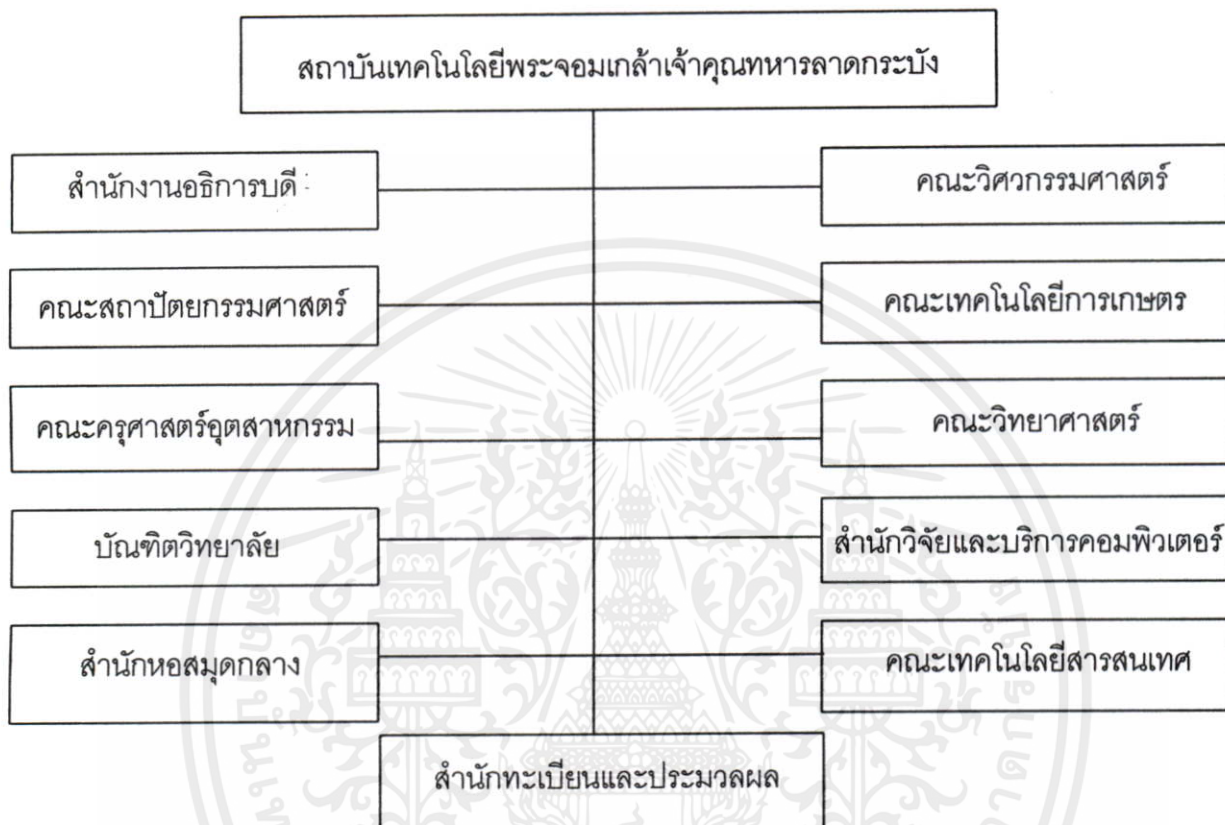 สถาบันเทคโนโลยีพระจอมเกล้าเจ้าคุณทหารลาดกระบัง
สำนักงานอธิการบดี
คณะวิศวกรรมศาสตร์
คณะสถาปัตยกรรมศาสตร์
คณะเทคโนโลยีการเกษตร
คณะครุศาสตร์อุตสาหกรรม
คณะวิทยาศาสตร์
บัณฑิตวิทยาลัย
สำนักวิจัยและบริการคอมพิวเตอร์
สำนักหอสมุดกลาง
คณะเทคโนโลยีสารสนเทศ
สำนักทะเบียนและประมวลผล